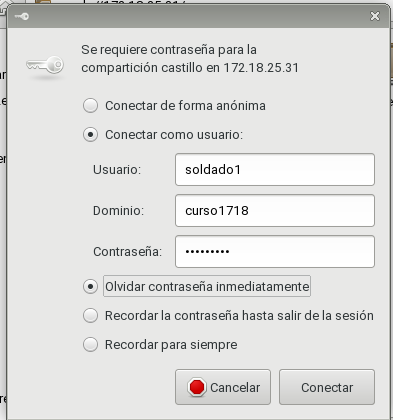 Se requiere contraseña para la
compartición castillo en 172.18.25.31
Conectar de forma anónima
Conectar como usuario:
Usuario: soldado1
Dominio: curso1718
Contraseña: •••••••••
Olvidar contraseña inmediatamente
Recordar la contraseña hasta salir de la sesión
Recordar para siempre
Cancelar Conectar